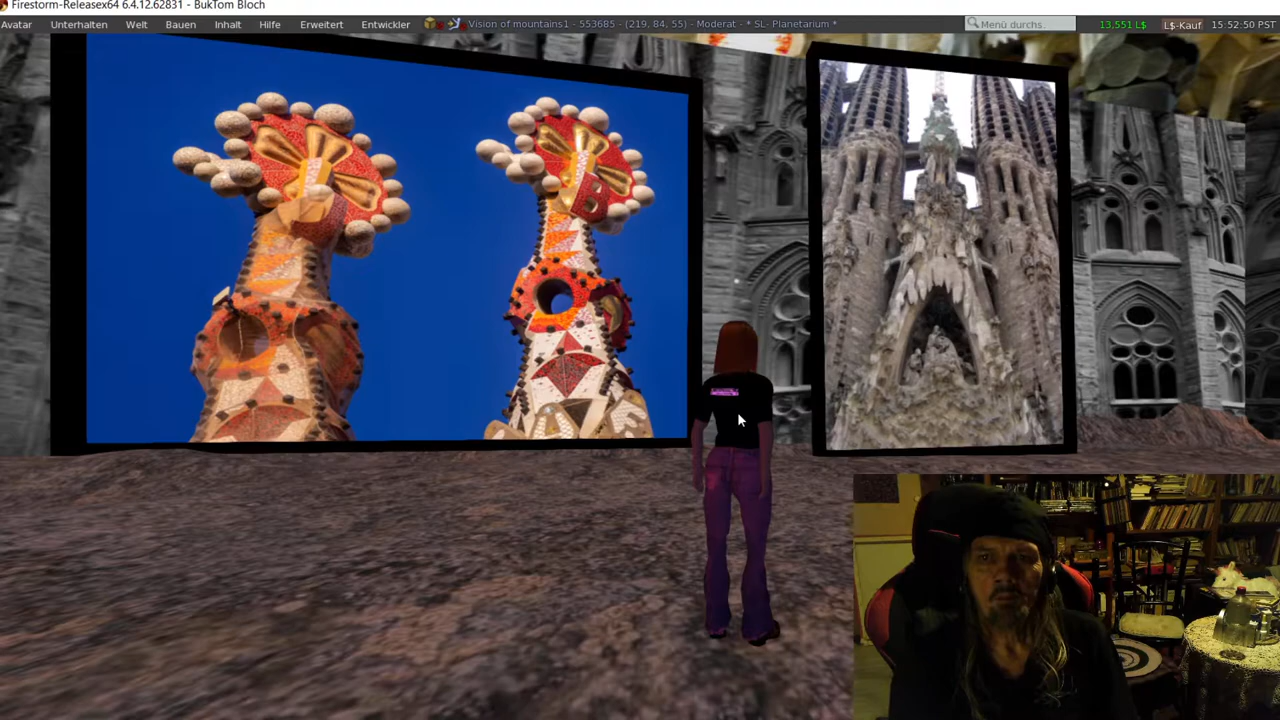 Firestorm-Releasex64 6.4.12.62831 - BukTom Bloch
Avatar Unterhalten Welt Bauen Inhalt Hilfe Erweitert Entwickler Vision of mountains1 - 553685 - (219, 84, 55) - Moderat - * SL- Planetarium * Menü durchs. 13.551 L$ L$-Kauf 15:52:50 PST